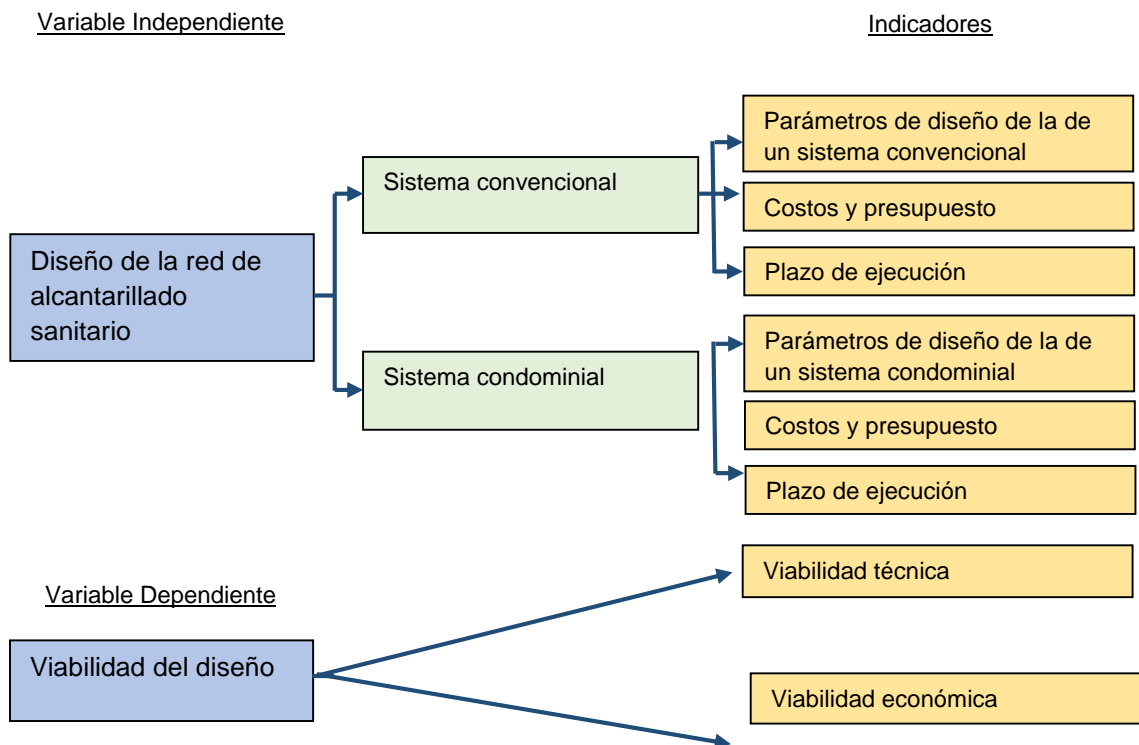 Variable Independiente
Indicadores
Parámetros de diseño de la de
un sistema convencional
Sistema convencional
Costos y presupuesto
Diseño de la red de
alcantarillado
sanitario
Plazo de ejecución
Parámetros de diseño de la de
un sistema condominial
Sistema condominial
Costos y presupuesto
Plazo de ejecución
Viabilidad técnica
Variable Dependiente
Viabilidad del diseño
Viabilidad económica